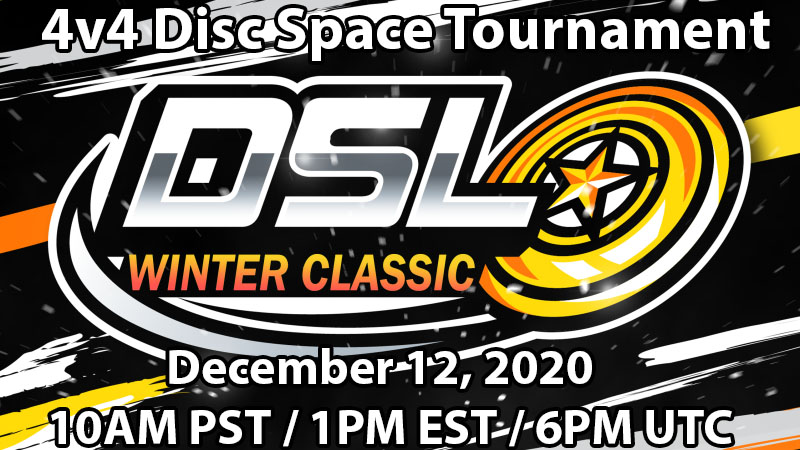 4v4 Disc Space Tournament
DSL
WINTER CLASSIC
December 12, 2020
10AM PST / 1PM EST / 6PM UTC